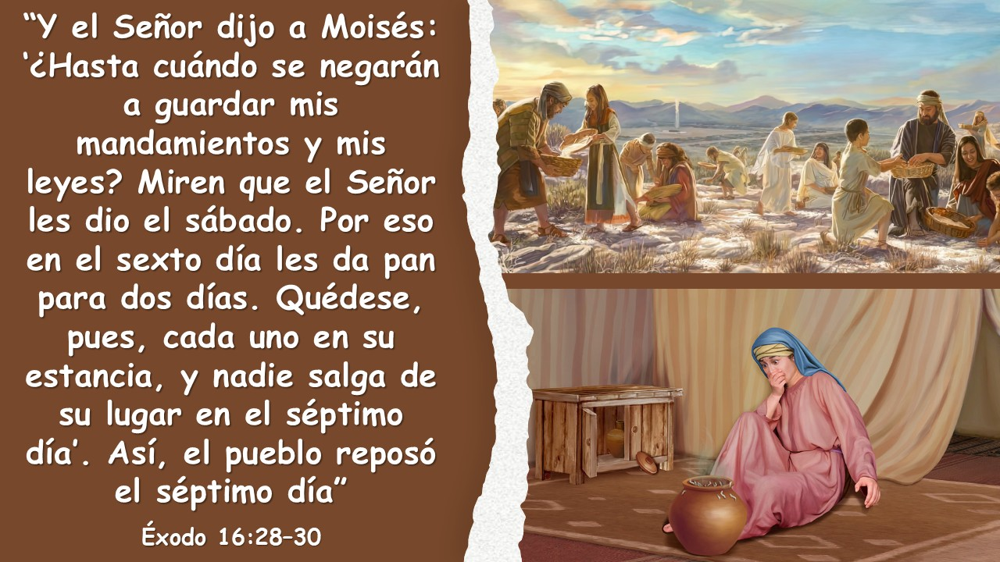 “Y el Señor dijo a Moisés:
‘¿Hasta cuándo se negarán
a guardar mis
mandamientos y mis
leyes? Miren que el Señor
les dio el sábado. Por eso
en el sexto día les da pan
para dos días. Quédese,
pues, cada uno en su
estancia, y nadie salga de
su lugar en el séptimo
día’. Así, el pueblo reposó
el séptimo día”
Éxodo 16:28–30